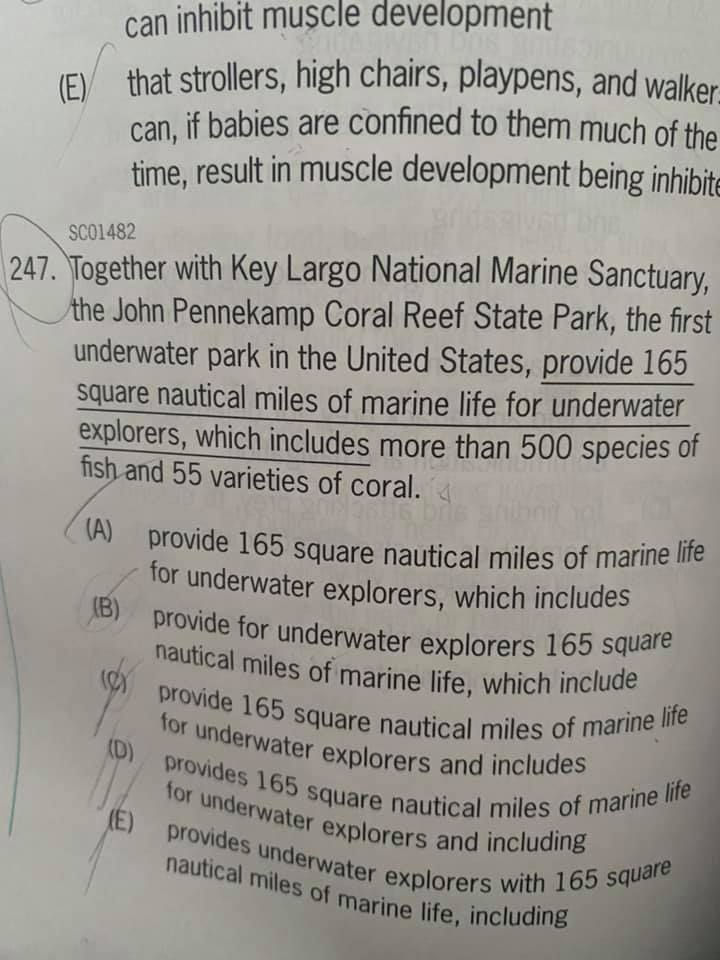 can inhibit muscle development
(E) that strollers, high chairs, playpens, and
can, if babies are confined to them much of the
time, result in muscle development being
SC01482
247. Together with Key Largo National Marine Sanctuary,
the John Pennekamp Coral Reef State Park, the first
underwater park in the United States, provide 165
square nautical miles of marine life for underwater
explorers, which includes more than 500 species of
fish and 55 varieties of coral.
(A) provide 165 square nautical miles of marine life
for underwater explorers, which includes
(B) provide for underwater explorers 165 square
nautical miles of marine life, which include
(C) provide 165 square nautical miles of marine life
for underwater explorers and includes
(D) provides 165 square nautical miles of marine life
for underwater explorers and including
(E) provides underwater explorers with 165 square
nautical miles of marine life, including